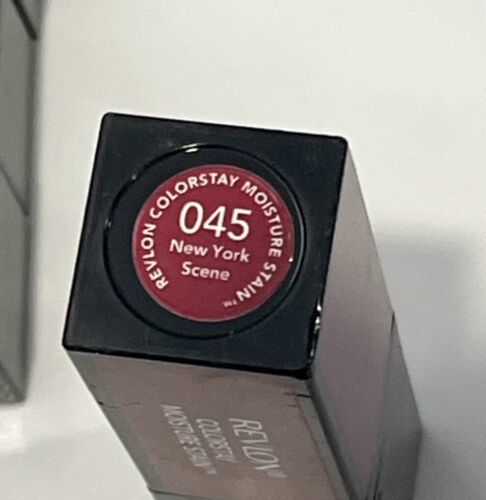 REVLON COLORSTAY MOISTURE STAIN
045
New York
Scene
REVLON
COLORSTAY
MOISTURE STAIN